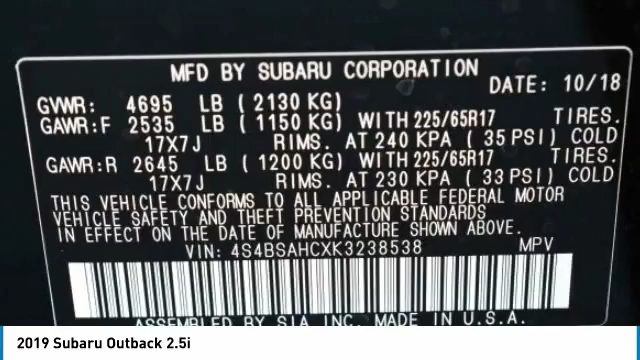 MFD BY SUBARU CORPORATION
DATE: 10/18
GVWR: 4695 LB (2130 KG)
GAWR:F 2535 LB (1150 KG) WITH 225/65R17 TIRES.
17X7J RIMS. AT 240 KPA (35 PSI) COLD
GAWR:R 2645 LB (1200 KG) WITH 225/65R17 TIRES.
17X7J RIMS. AT 230 KPA (33 PSI) COLD
THIS VEHICLE CONFORMS TO ALL APPLICABLE FEDERAL MOTOR
VEHICLE SAFETY AND THEFT PREVENTION STANDARDS
IN EFFECT ON THE DATE OF MANUFACTURE SHOWN ABOVE.
VIN: 4S4BSAHCXK3238538 MPV
ASSEMBLED BY SIA INC. MADE IN U.S.A.
2019 Subaru Outback 2.5i